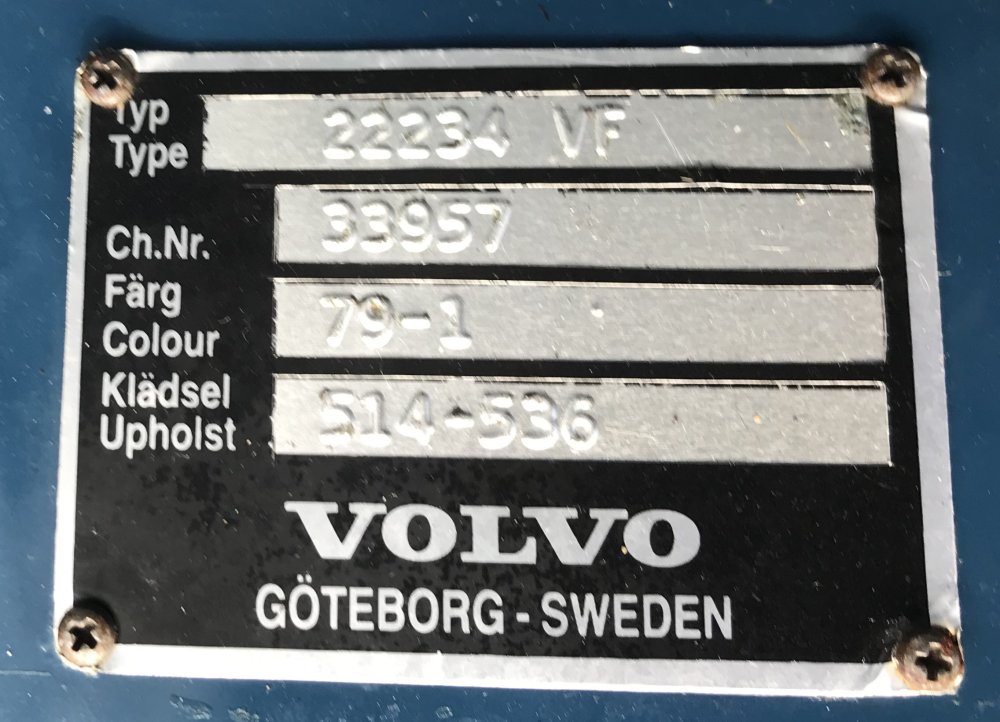 Typ
Type 22234 VF
Ch.Nr. 33957
Färg
Colour 79-1
Klädsel
Upholst 514-536
VOLVO
GÖTEBORG - SWEDEN